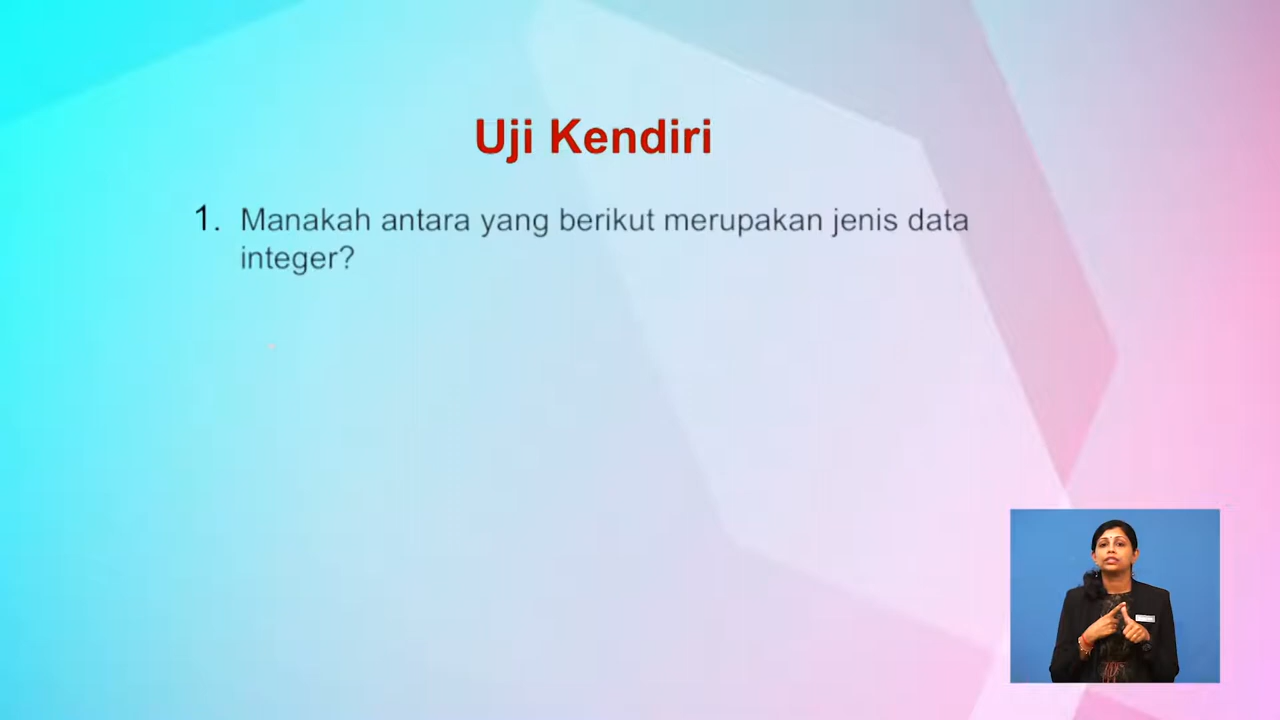 Uji Kendiri
1. Manakah antara yang berikut merupakan jenis data
integer?